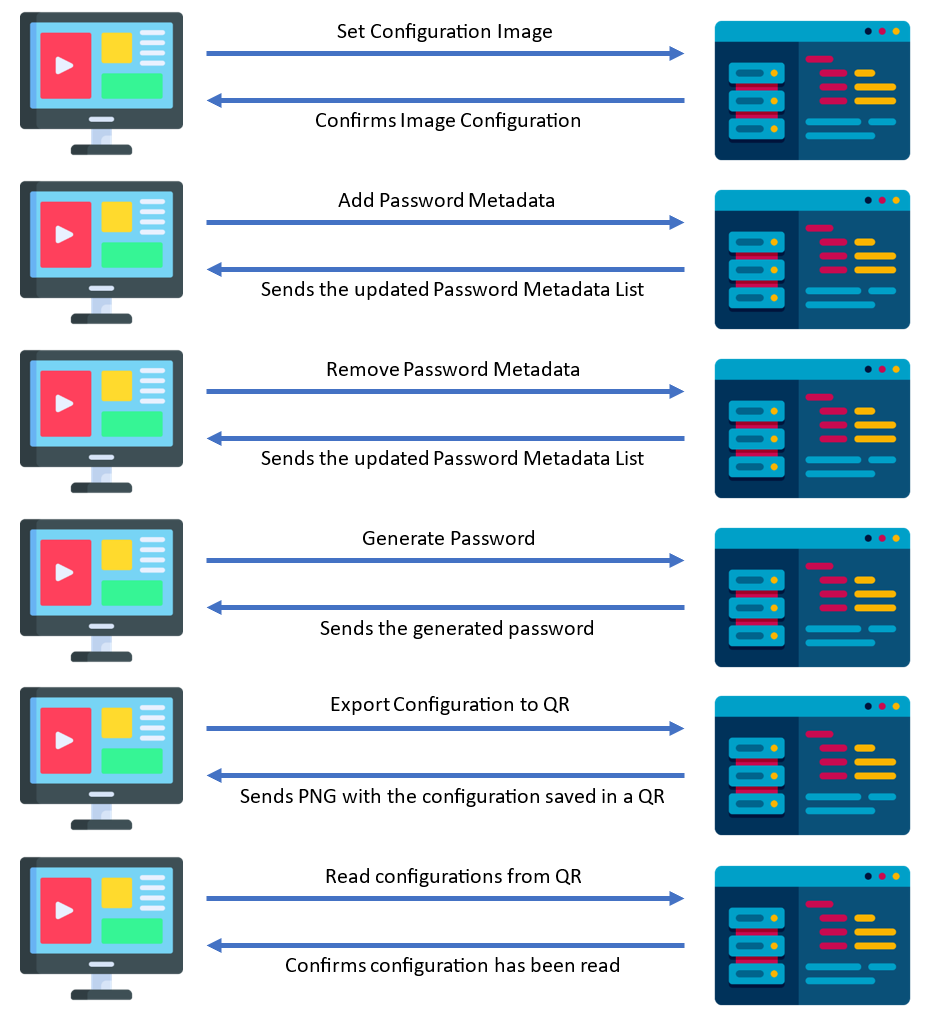 Set Configuration Image
Confirms Image Configuration
Add Password Metadata
Sends the updated Password Metadata List
Remove Password Metadata
Sends the updated Password Metadata List
Generate Password
Sends the generated password
Export Configuration to QR
Sends PNG with the configuration saved in a QR
Read configurations from QR
Confirms configuration has been read